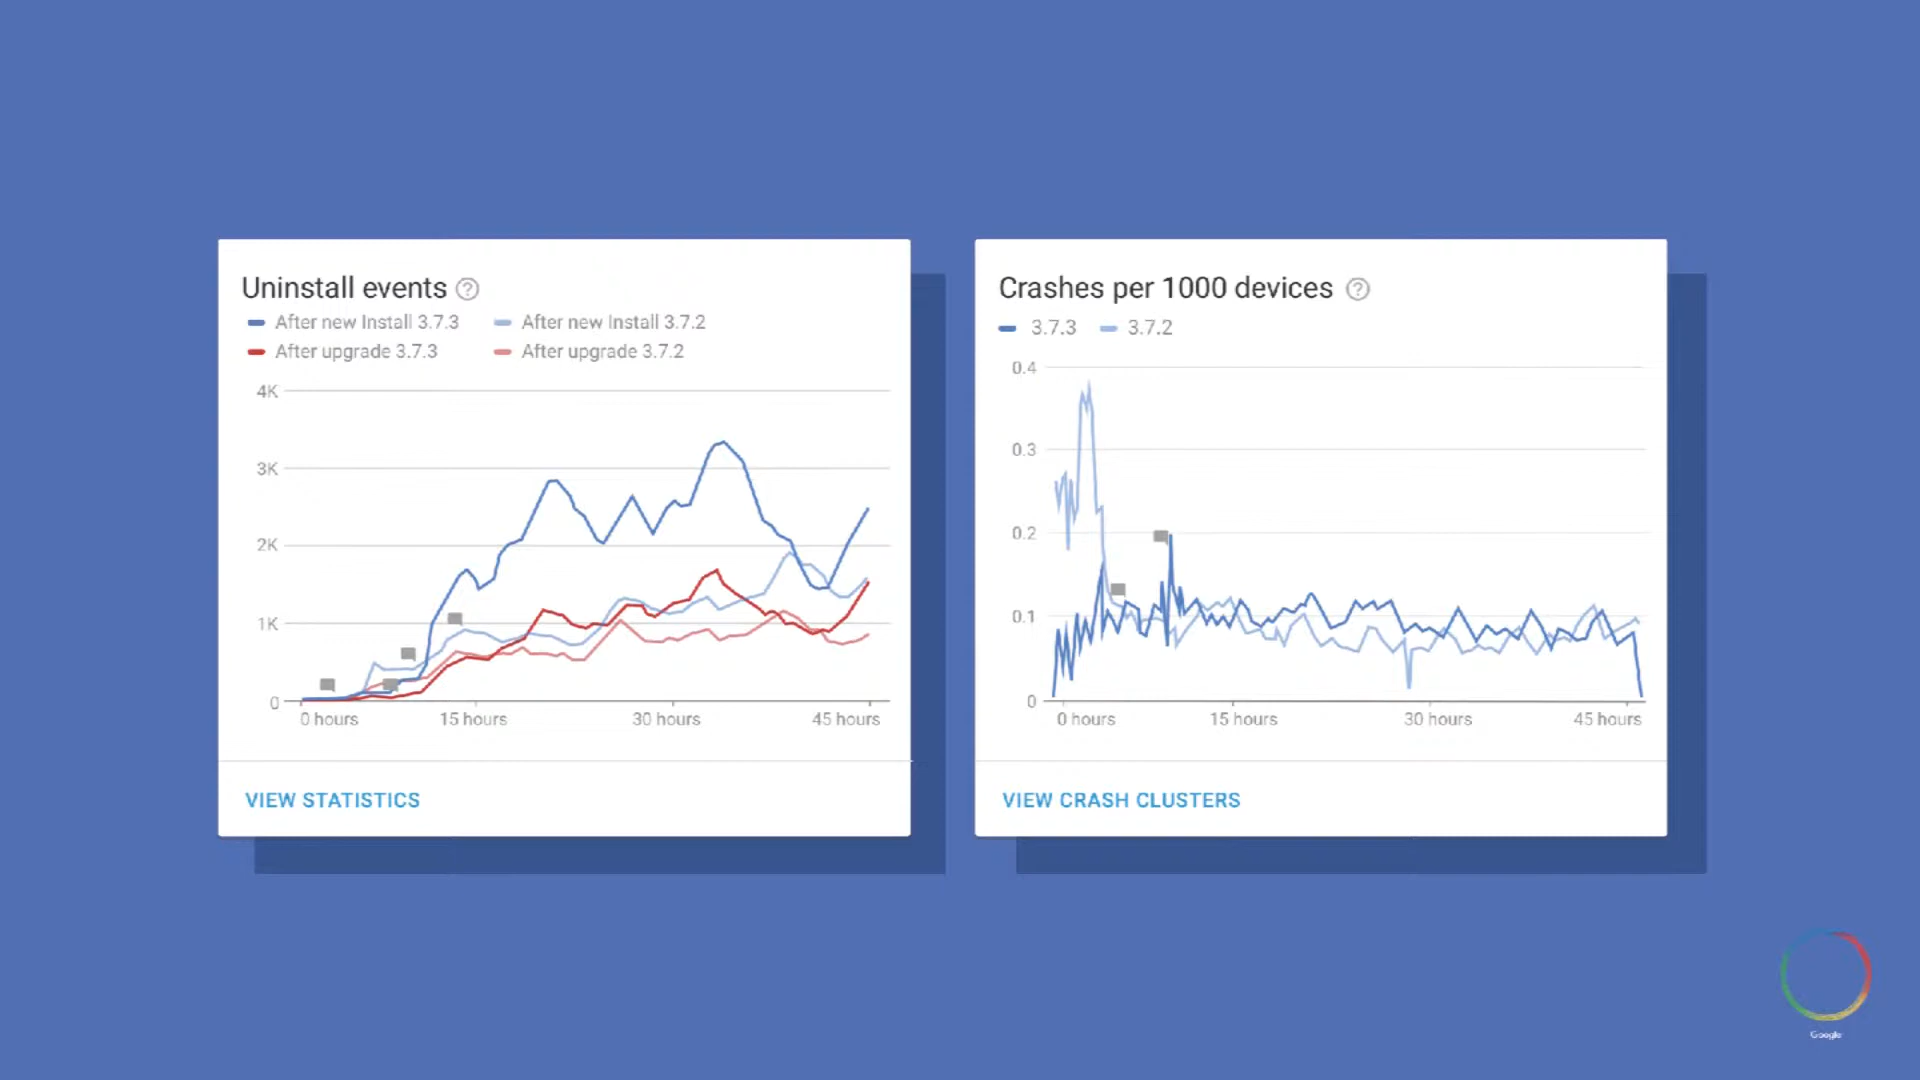 Uninstall events ?
After new Install 3.7.3 After new Install 3.7.2
After upgrade 3.7.3 After upgrade 3.7.2
4K
3K
2K
1K
0
0 hours 15 hours 30 hours 45 hours
VIEW STATISTICS
Crashes per 1000 devices ?
3.7.3 3.7.2
0.4
0.3
0.2
0.1
0
0 hours 15 hours 30 hours 45 hours
VIEW CRASH CLUSTERS
Google